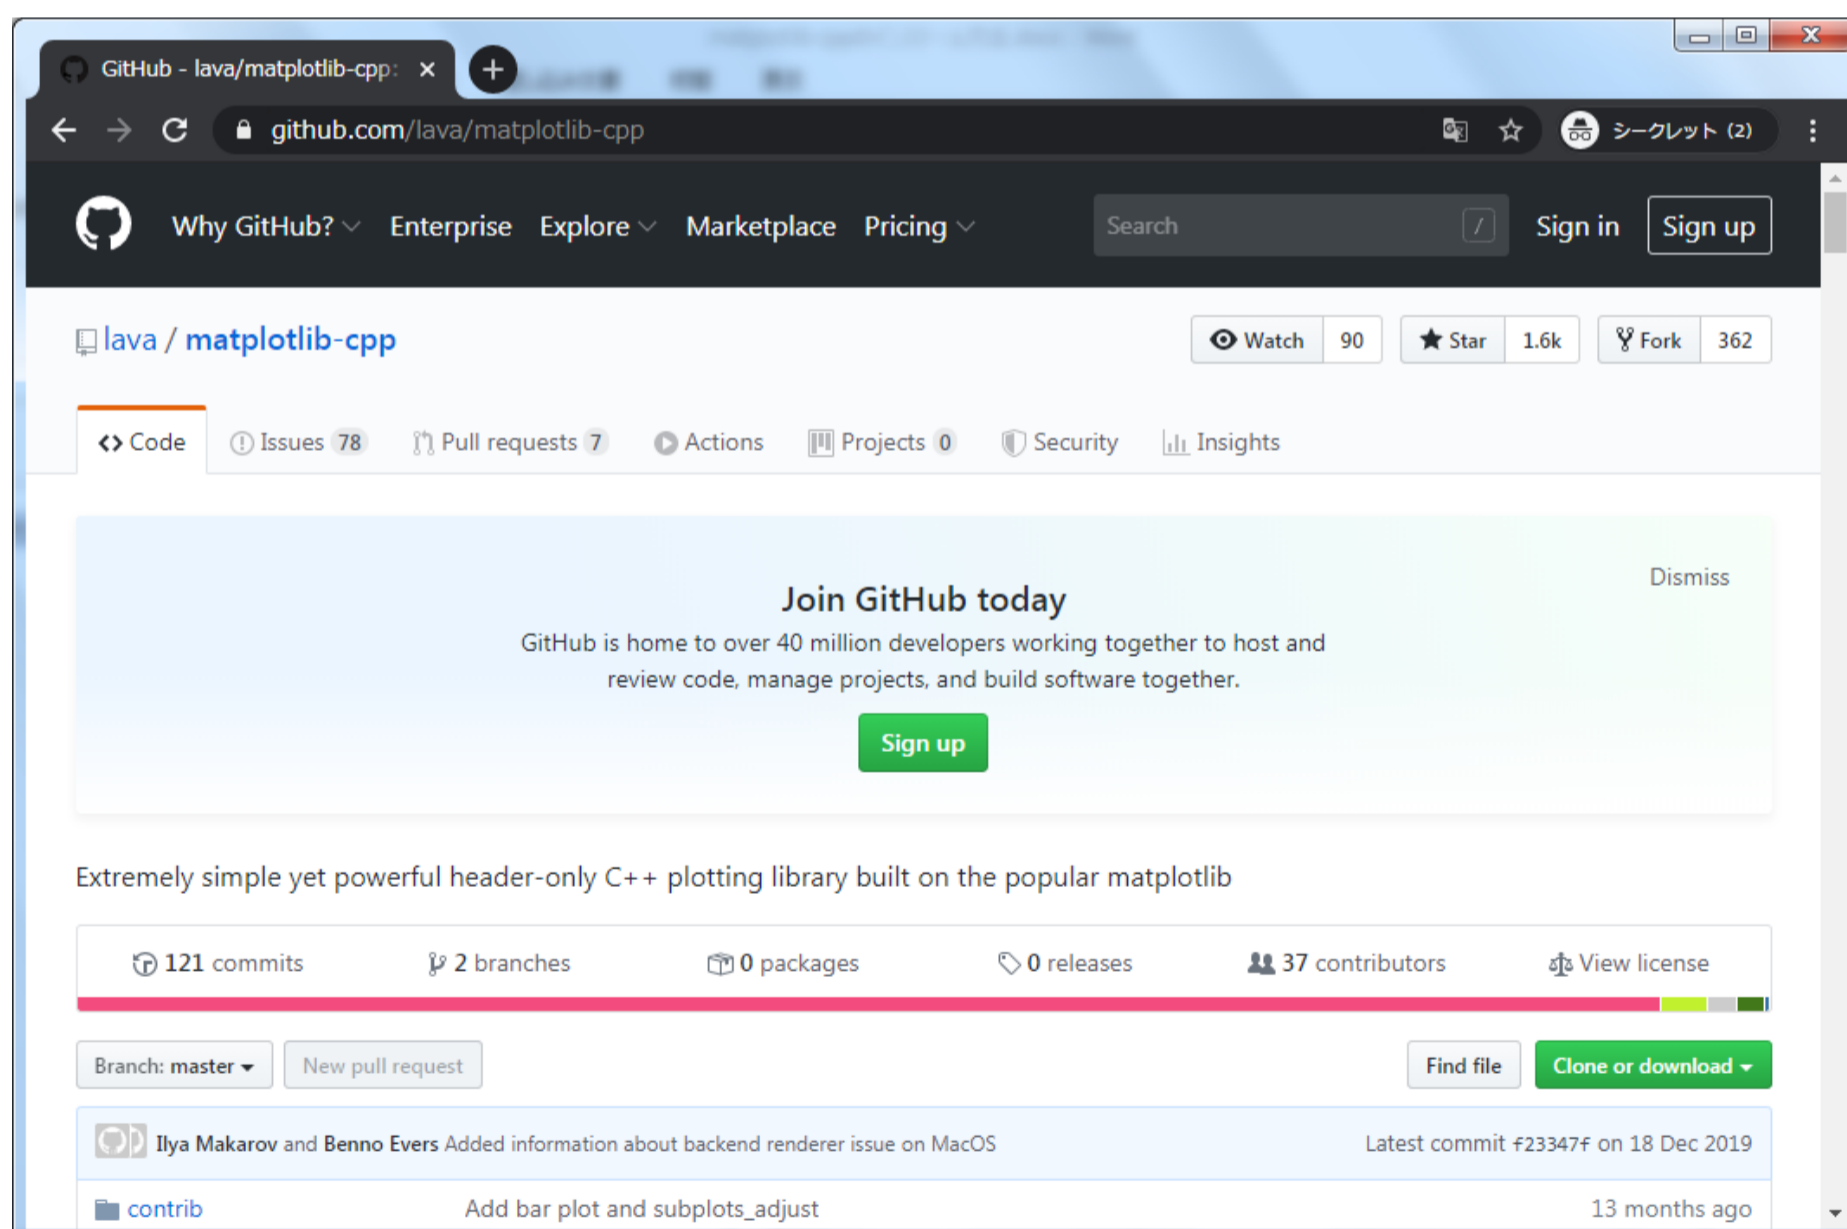 GitHub - lava/matplotlib-cpp:
github.com/lava/matplotlib-cpp
シークレット (2)
Why GitHub? Enterprise Explore Marketplace Pricing Search / Sign in Sign up
lava / matplotlib-cpp
Watch 90 Star 1.6k Fork 362
Code Issues 78 Pull requests 7 Actions Projects 0 Security Insights
Dismiss
Join GitHub today
GitHub is home to over 40 million developers working together to host and
review code, manage projects, and build software together.
Sign up
Extremely simple yet powerful header-only C++ plotting library built on the popular matplotlib
121 commits 2 branches 0 packages 0 releases 37 contributors View license
Branch: master New pull request Find file Clone or download
Ilya Makarov and Benno Evers Added information about backend renderer issue on MacOS Latest commit f23347f on 18 Dec 2019
contrib Add bar plot and subplots_adjust 13 months ago